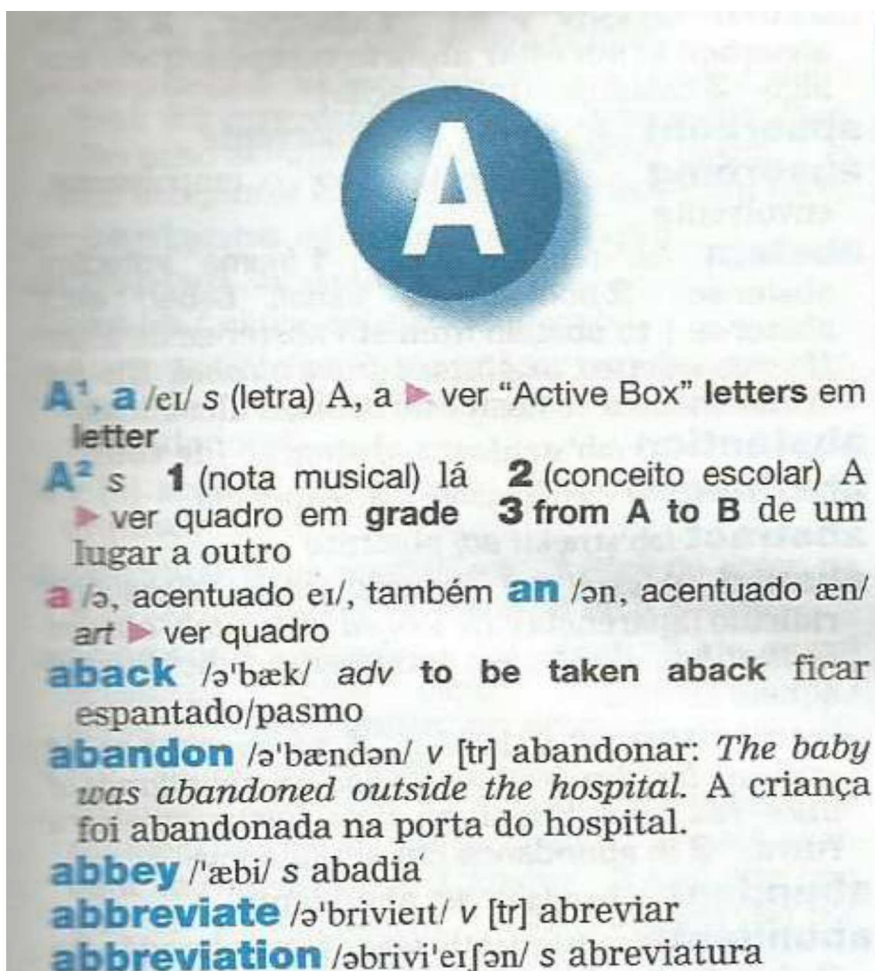 A
A¹, a /eɪ/ s (letra) A, a ▶ ver “Active Box” letters em
letter
A² s 1 (nota musical) lá 2 (conceito escolar) A
▶ ver quadro em grade 3 from A to B de um
lugar a outro
a /ə, acentuado eɪ/, também an /ən, acentuado æn/
art ▶ ver quadro
aback /ə'bæk/ adv to be taken aback ficar
espantado/pasmo
abandon /ə'bændən/ v [tr] abandonar: The baby
was abandoned outside the hospital. A criança
foi abandonada na porta do hospital.
abbey /'æbi/ s abadia
abbreviate /ə'brivieɪt/ v [tr] abreviar
abbreviation /əbrivi'eɪʃən/ s abreviatura